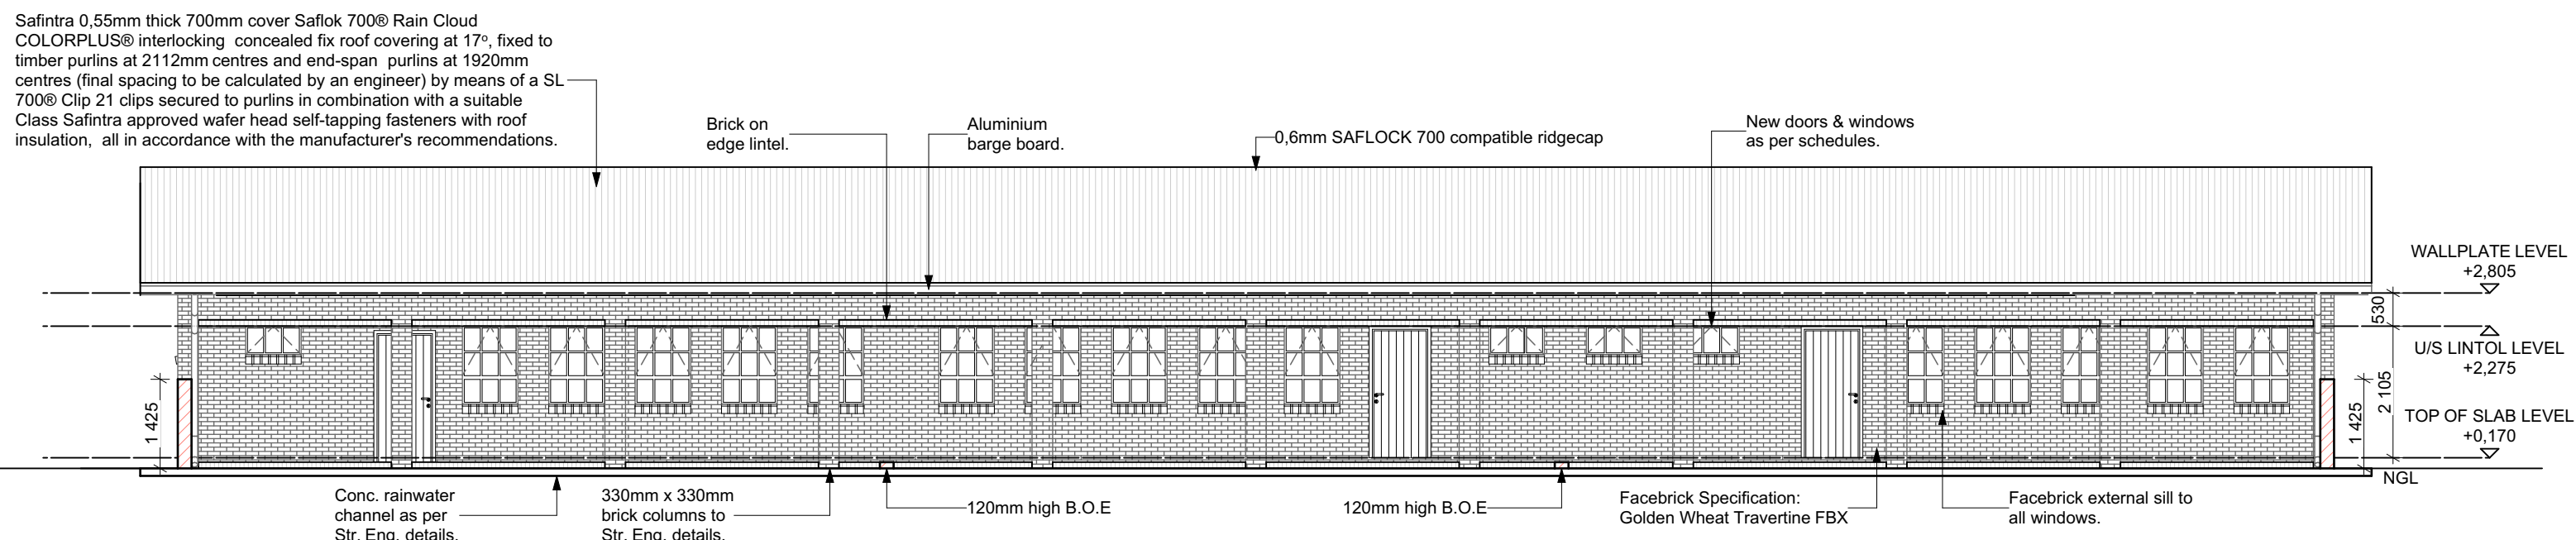 Safintra 0,55mm thick 700mm cover Saflok 700® Rain Cloud
COLORPLUS® interlocking concealed fix roof covering at 17º, fixed to
timber purlins at 2112mm centres and end-span purlins at 1920mm
centres (final spacing to be calculated by an engineer) by means of a SL
700® Clip 21 clips secured to purlins in combination with a suitable
Class Safintra approved wafer head self-tapping fasteners with roof
insulation, all in accordance with the manufacturer's recommendations.
Brick on
edge lintel.
Aluminium
barge board.
0,6mm SAFLOCK 700 compatible ridgecap
New doors & windows
as per schedules.
WALLPLATE LEVEL
+2,805
530
U/S LINTOL LEVEL
+2,275
2 105
1 425
1 425
TOP OF SLAB LEVEL
+0,170
NGL
Conc. rainwater
channel as per
Str. Eng. details.
330mm x 330mm
brick columns to
Str. Eng. details.
120mm high B.O.E
120mm high B.O.E
Facebrick Specification:
Golden Wheat Travertine FBX
Facebrick external sill to
all windows.